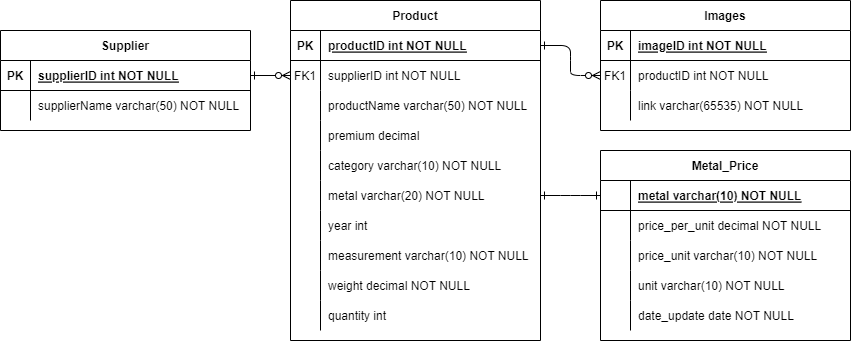 Supplier
PK supplierID int NOT NULL
supplierName varchar(50) NOT NULL
Product
PK productID int NOT NULL
FK1 supplierID int NOT NULL
productName varchar(50) NOT NULL
premium decimal
category varchar(10) NOT NULL
metal varchar(20) NOT NULL
year int
measurement varchar(10) NOT NULL
weight decimal NOT NULL
quantity int
Images
PK imageID int NOT NULL
FK1 productID int NOT NULL
link varchar(65535) NOT NULL
Metal_Price
metal varchar(10) NOT NULL
price_per_unit decimal NOT NULL
price_unit varchar(10) NOT NULL
unit varchar(10) NOT NULL
date_update date NOT NULL